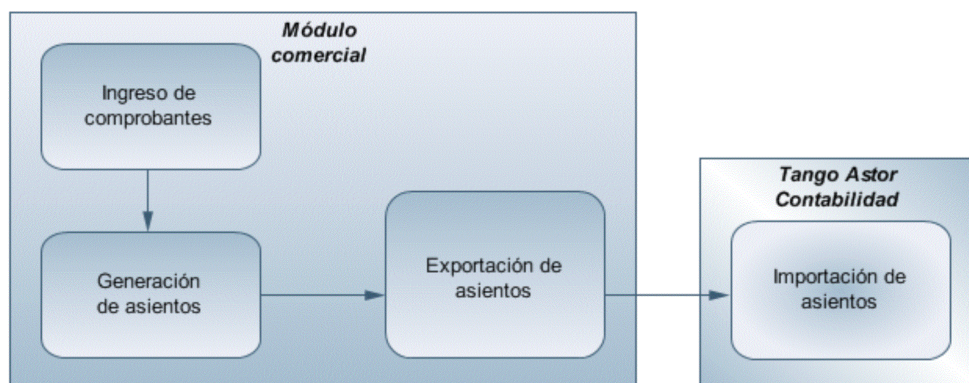 Módulo
comercial
Ingreso de
comprobantes
Generación
de asientos
Exportación de
asientos
Tango Astor
Contabilidad
Importación de
asientos